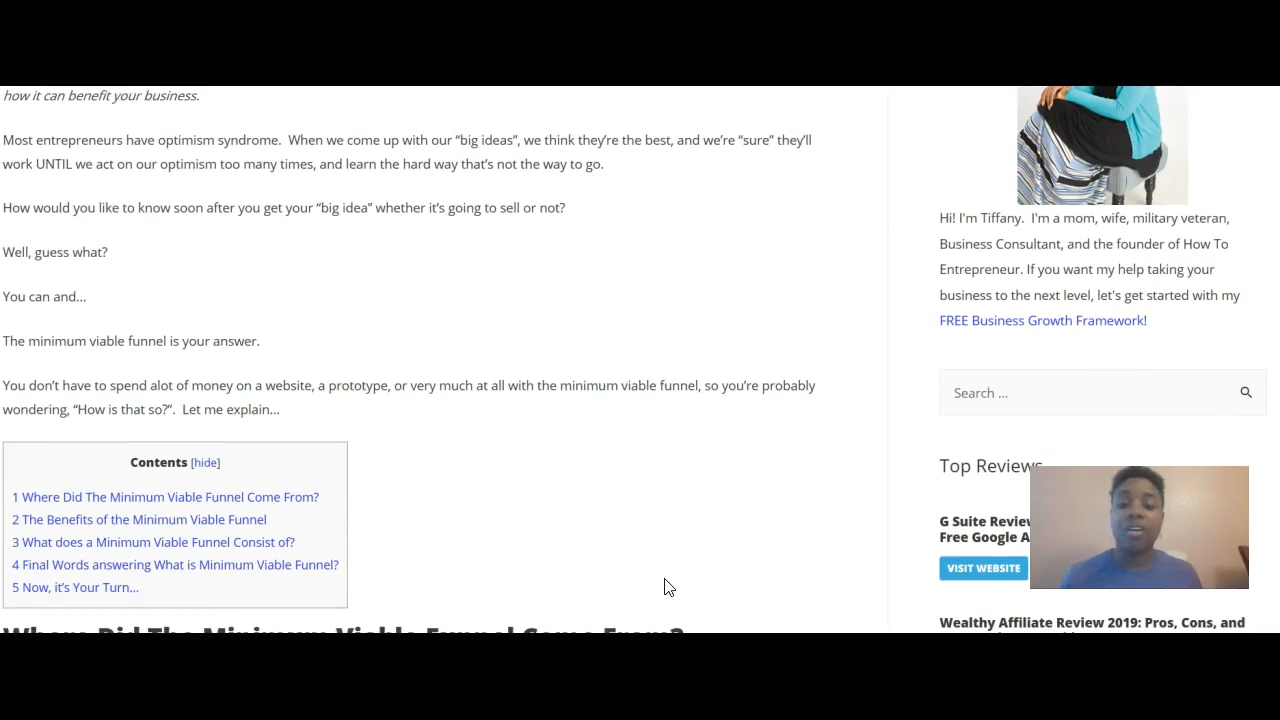 how it can benefit your business.
Most entrepreneurs have optimism syndrome.  When we come up with our “big ideas”, we think they’re the best, and we’re “sure” they’ll
work UNTIL we act on our optimism too many times, and learn the hard way that’s not the way to go.
How would you like to know soon after you get your “big idea” whether it’s going to sell or not?
Well, guess what?
You can and…
The minimum viable funnel is your answer.
You don’t have to spend alot of money on a website, a prototype, or very much at all with the minimum viable funnel, so you’re probably
wondering, “How is that so?”.  Let me explain…
Contents [hide]
1 Where Did The Minimum Viable Funnel Come From?
2 The Benefits of the Minimum Viable Funnel
3 What does a Minimum Viable Funnel Consist of?
4 Final Words answering What is Minimum Viable Funnel?
5 Now, it’s Your Turn…
Where Did The Minimum Viable Funnel Come From?
Hi! I'm Tiffany.  I'm a mom, wife, military veteran,
Business Consultant, and the founder of How To
Entrepreneur. If you want my help taking your
business to the next level, let's get started with my
FREE Business Growth Framework!
Search ...
Top Reviews
G Suite Review
Free Google A
VISIT WEBSITE
Wealthy Affiliate Review 2019: Pros, Cons, and